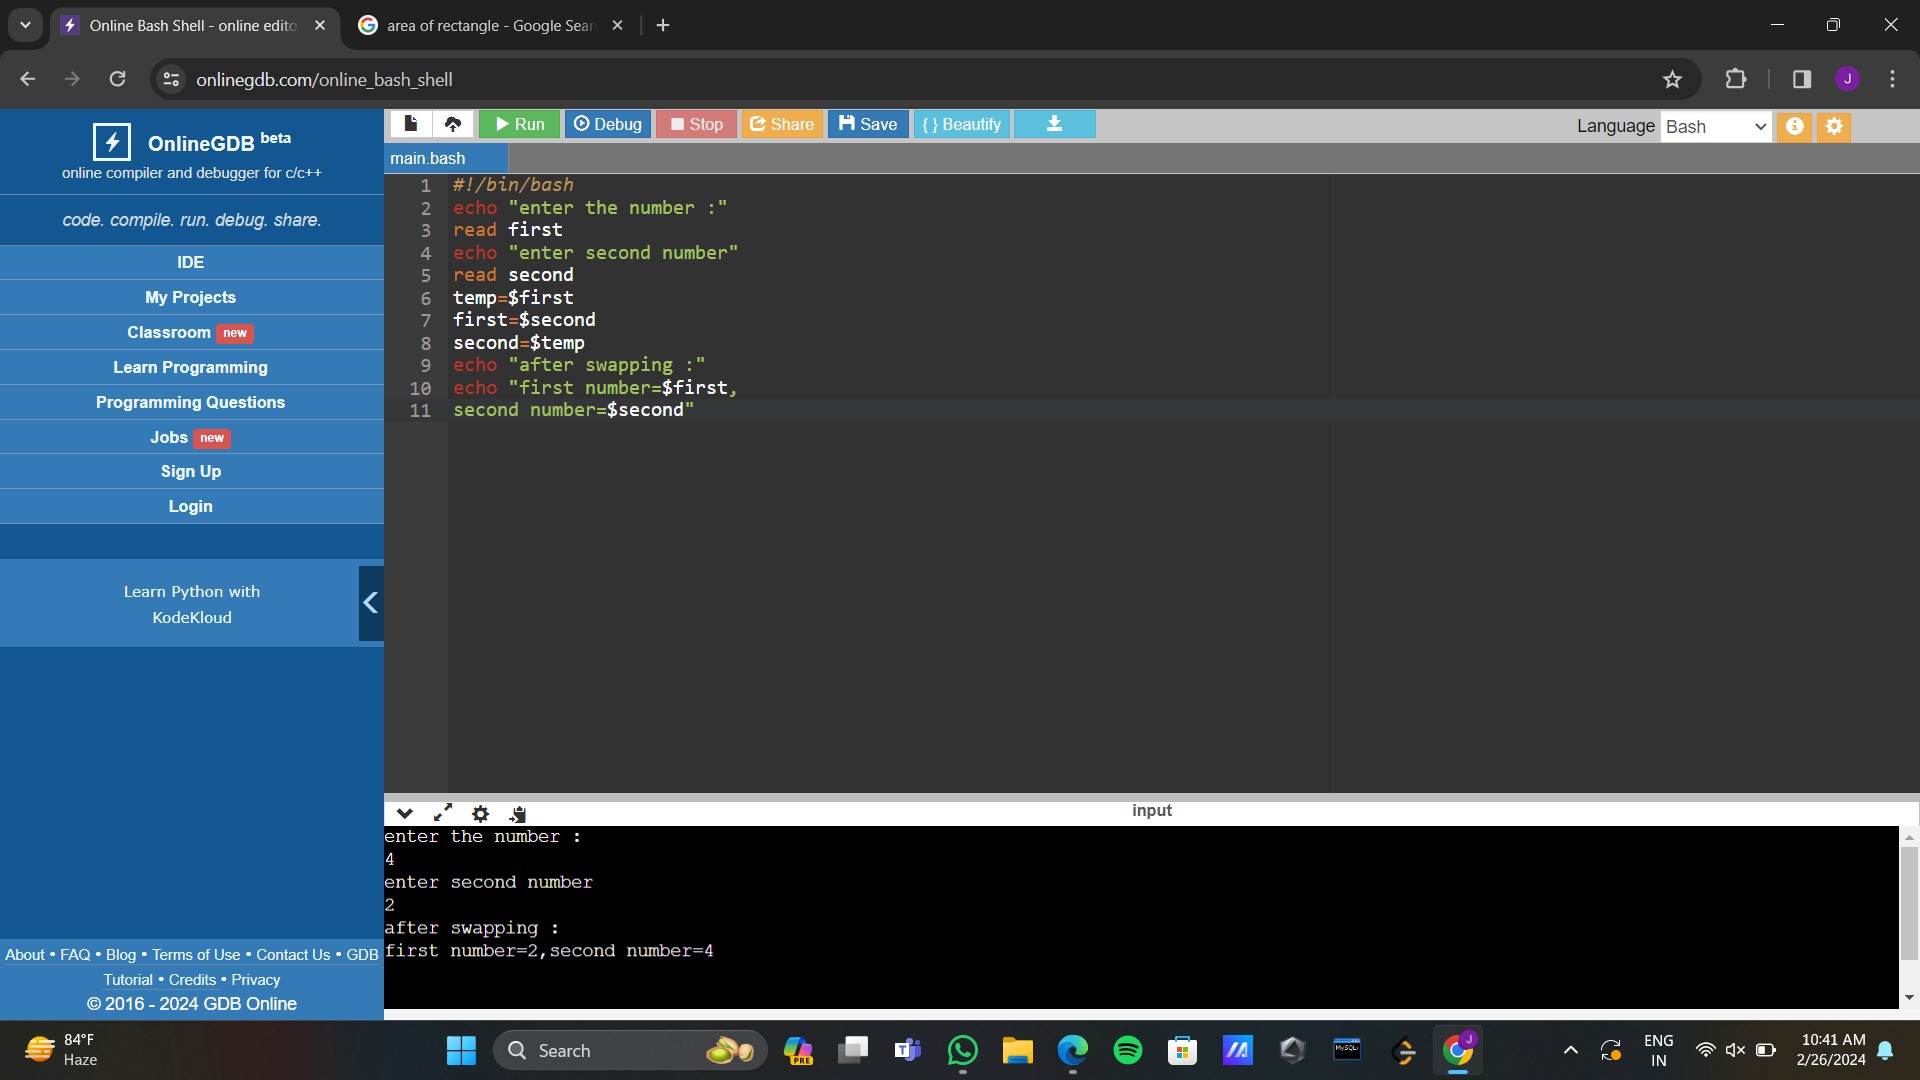 Online Bash Shell - online edito
area of rectangle - Google Sear
onlinegdb.com/online_bash_shell
J
OnlineGDB beta
online compiler and debugger for c/c++
code. compile. run. debug. share.
IDE
My Projects
Classroom new
Learn Programming
Programming Questions
Jobs new
Sign Up
Login
Learn Python with
KodeKloud
About • FAQ • Blog • Terms of Use • Contact Us • GDB
Tutorial • Credits • Privacy
© 2016 - 2024 GDB Online
Run Debug Stop Share Save { } Beautify
Language Bash
main.bash
1 #!/bin/bash
2 echo "enter the number :"
3 read first
4 echo "enter second number"
5 read second
6 temp=$first
7 first=$second
8 second=$temp
9 echo "after swapping :"
10 echo "first number=$first,
11 second number=$second"
input
enter the number :
4
enter second number
2
after swapping :
first number=2,second number=4
84°F
Haze
Search
PRE
MySQL
J
ENG
IN
10:41 AM
2/26/2024